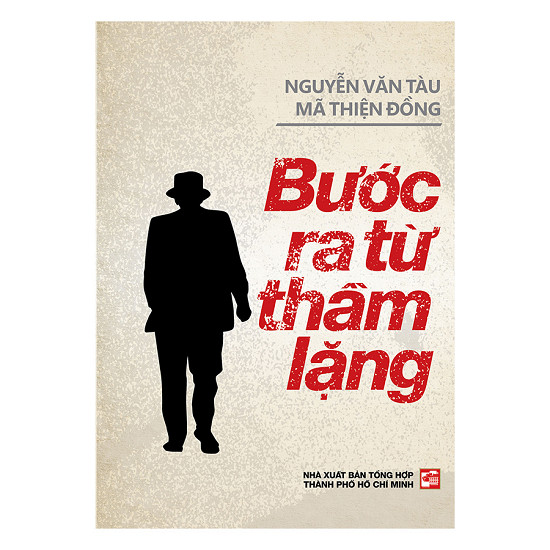 NGUYỄN VĂN TÀU
MÃ THIỆN ĐỒNG
Bước
ra từ
thầm
lặng
NHÀ XUẤT BẢN TỔNG HỢP
THÀNH PHỐ HỒ CHÍ MINH